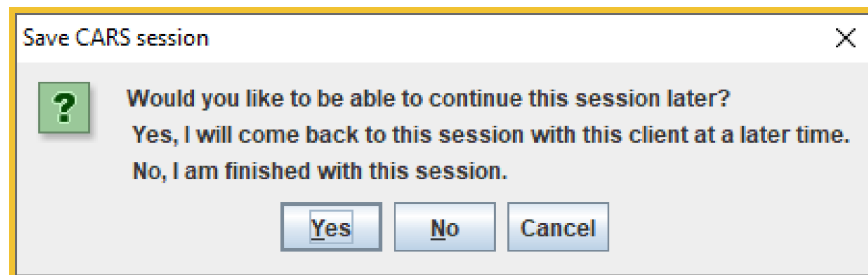 Save CARS session
Would you like to be able to continue this session later?
Yes, I will come back to this session with this client at a later time.
No, I am finished with this session.
Yes No Cancel